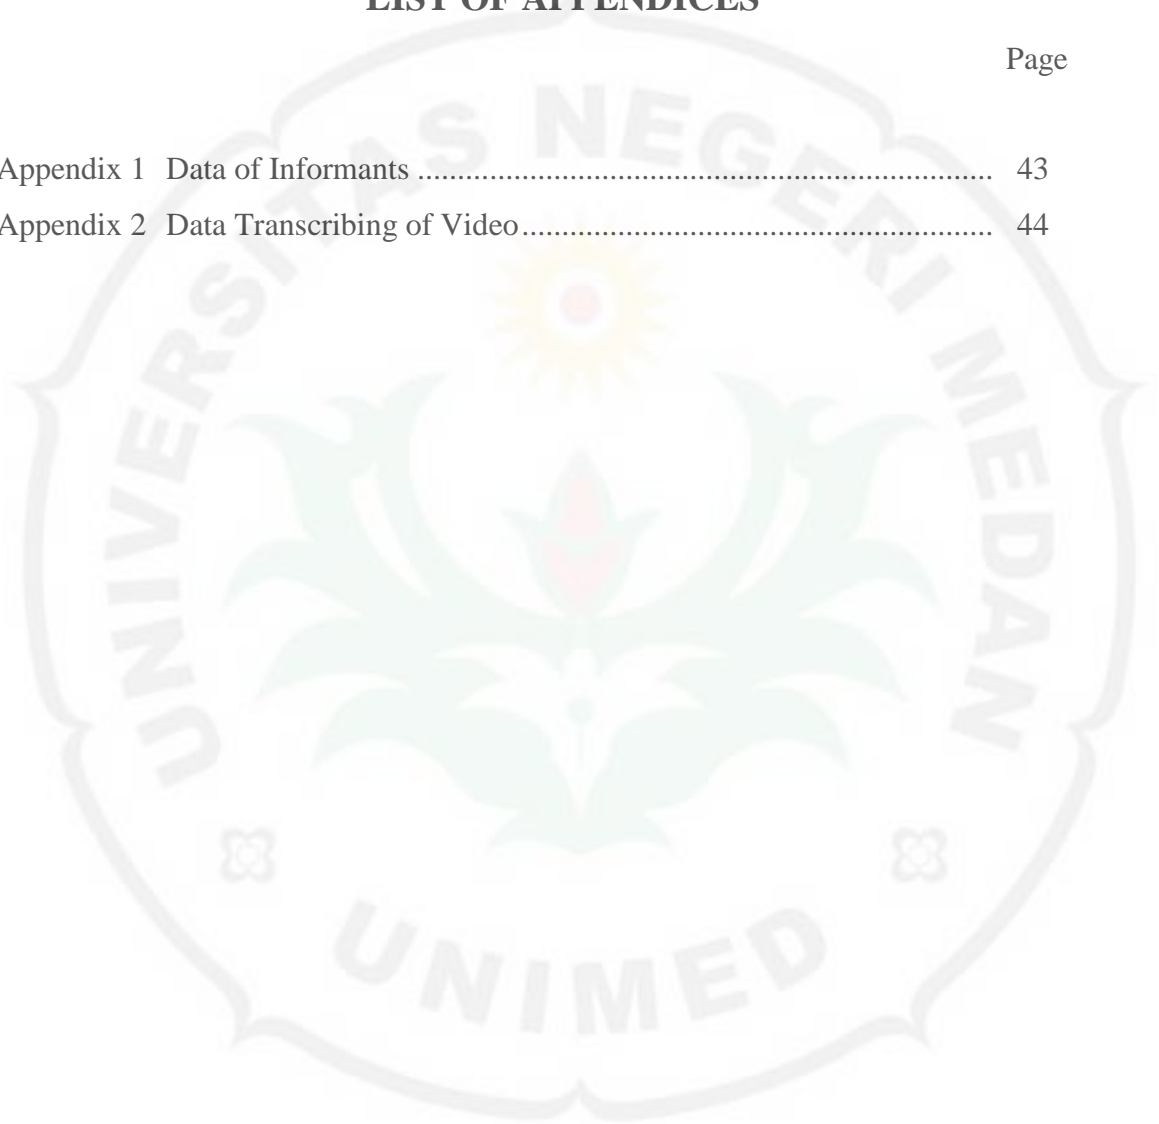 LIST OF APPENDICES
Page
Appendix 1 Data of Informants ........................................................................ 43
Appendix 2 Data Transcribing of Video.......................................................... 44
UNIVERSITAS NEGERI MEDAN
UNIMED